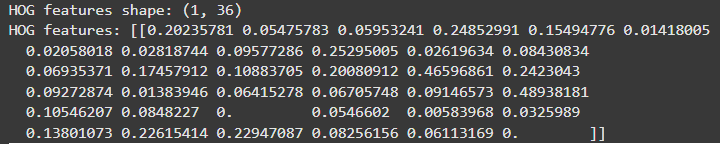 HOG features shape: (1, 36)
HOG features: [[0.20235781 0.05475783 0.05953241 0.24852991 0.15494776 0.01418005
0.02058018 0.02818744 0.09577286 0.25295005 0.02619634 0.08430834
0.06935371 0.17457912 0.10883705 0.20080912 0.46596861 0.2423043
0.09272874 0.01383946 0.06415278 0.06705748 0.09146573 0.48938181
0.10546207 0.0848227 0. 0.0546602 0.00583968 0.0325989
0.13801073 0.22615414 0.22947087 0.08256156 0.06113169 0. ]]